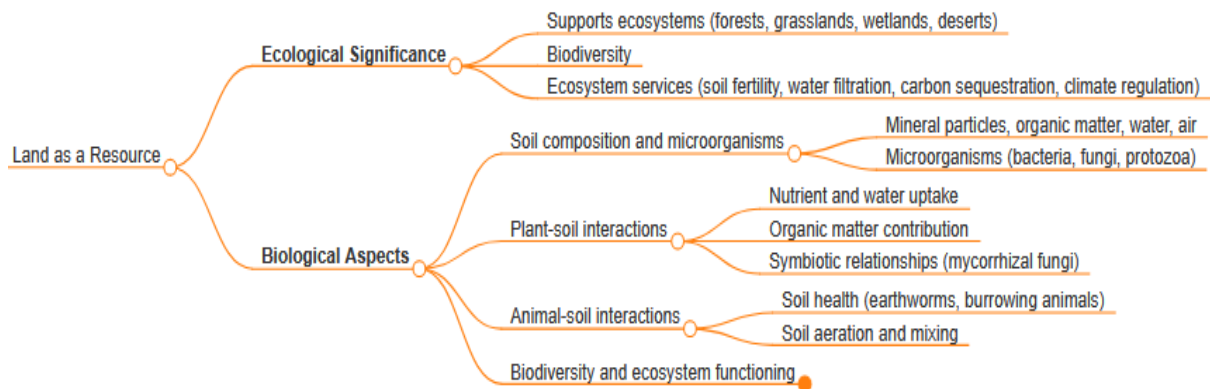 Land as a Resource
Ecological Significance
Supports ecosystems (forests, grasslands, wetlands, deserts)
Biodiversity
Ecosystem services (soil fertility, water filtration, carbon sequestration, climate regulation)
Biological Aspects
Soil composition and microorganisms
Mineral particles, organic matter, water, air
Microorganisms (bacteria, fungi, protozoa)
Plant-soil interactions
Nutrient and water uptake
Organic matter contribution
Symbiotic relationships (mycorrhizal fungi)
Animal-soil interactions
Soil health (earthworms, burrowing animals)
Soil aeration and mixing
Biodiversity and ecosystem functioning